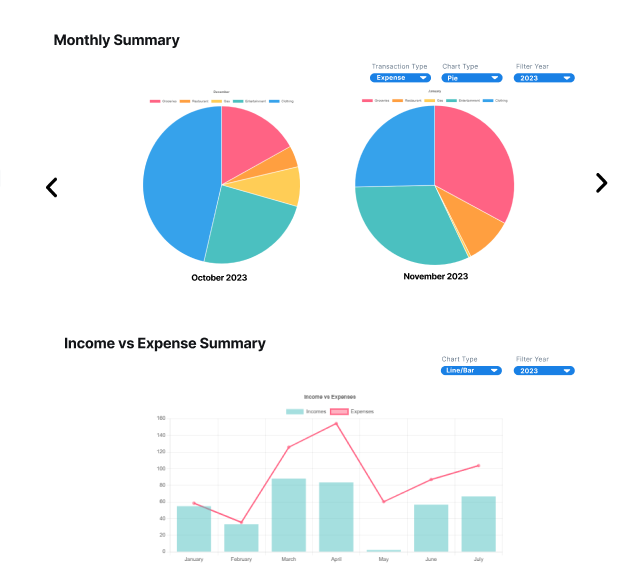 Monthly Summary
Transaction Type Chart Type Filter Year
Expense Pie 2023
December January
Groceries Restaurant Gas Entertainment Clothing Groceries Restaurant Gas Entertainment Clothing
October 2023 November 2023
Income vs Expense Summary
Chart Type Filter Year
Line/Bar 2023
Income vs Expenses
Incomes Expenses
160
140
120
100
80
60
40
20
0
January February March April May June July